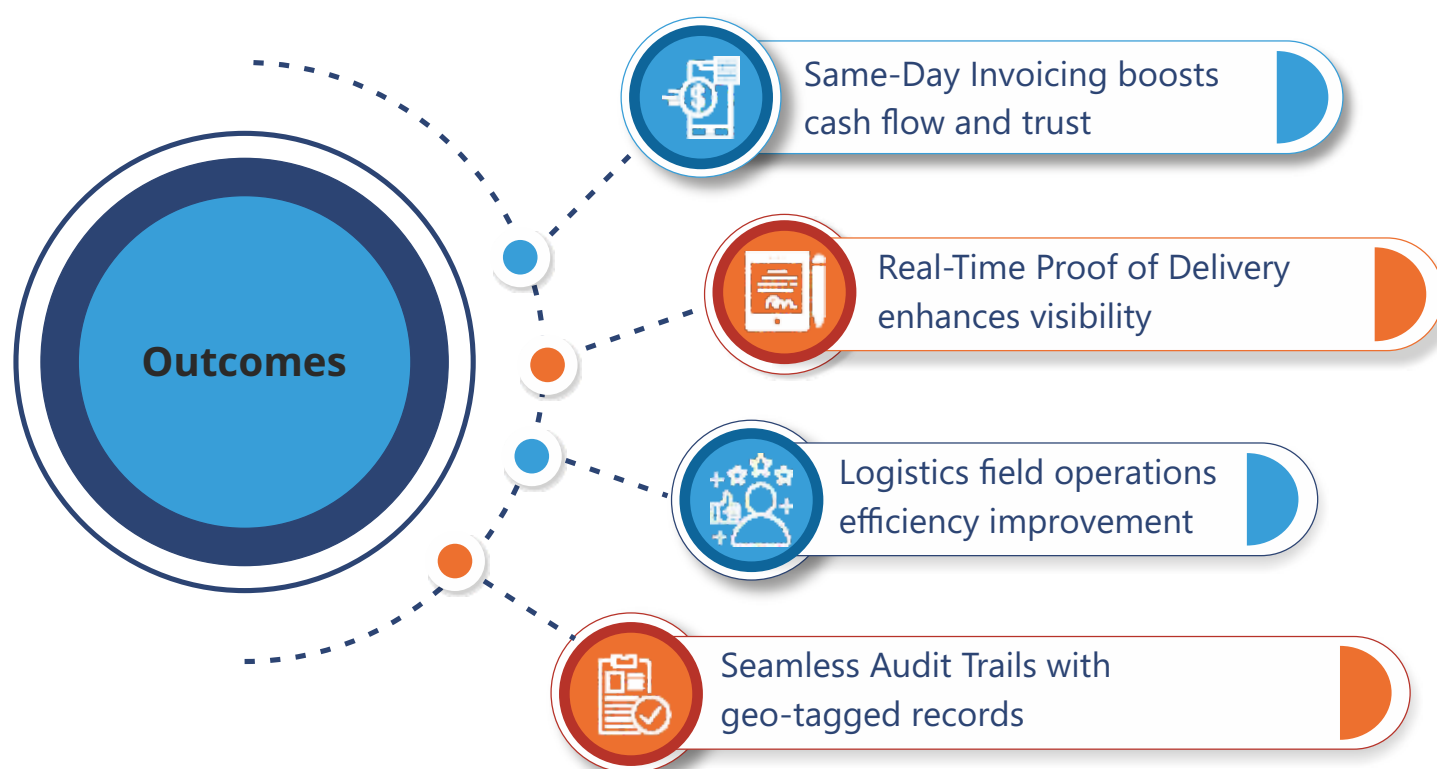 Outcomes
Same-Day Invoicing boosts
cash flow and trust
Real-Time Proof of Delivery
enhances visibility
Logistics field operations
efficiency improvement
Seamless Audit Trails with
geo-tagged records